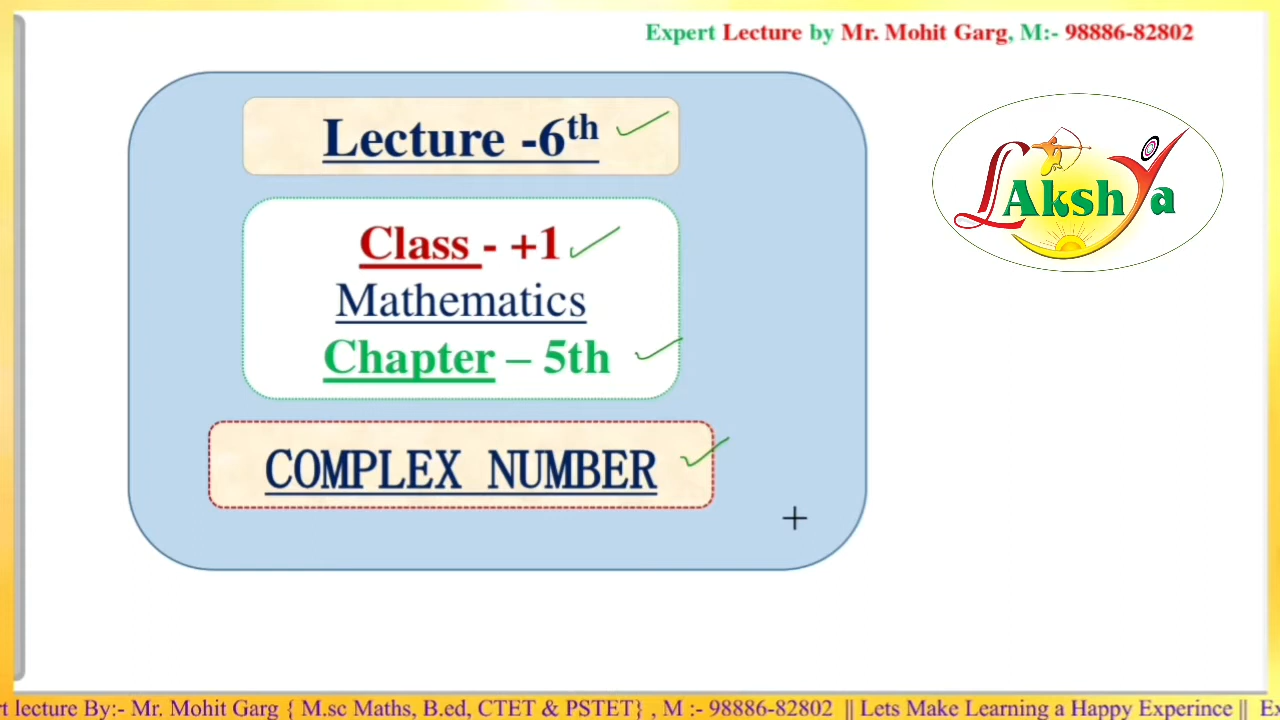 Expert Lecture by Mr. Mohit Garg, M:- 98886-82802
Lecture -6th
LAkshYa
Class - +1
Mathematics
Chapter – 5th
COMPLEX NUMBER
rt lecture By:- Mr. Mohit Garg { M.sc Maths, B.ed, CTET & PSTET} , M :- 98886-82802 || Lets Make Learning a Happy Experince || Ex